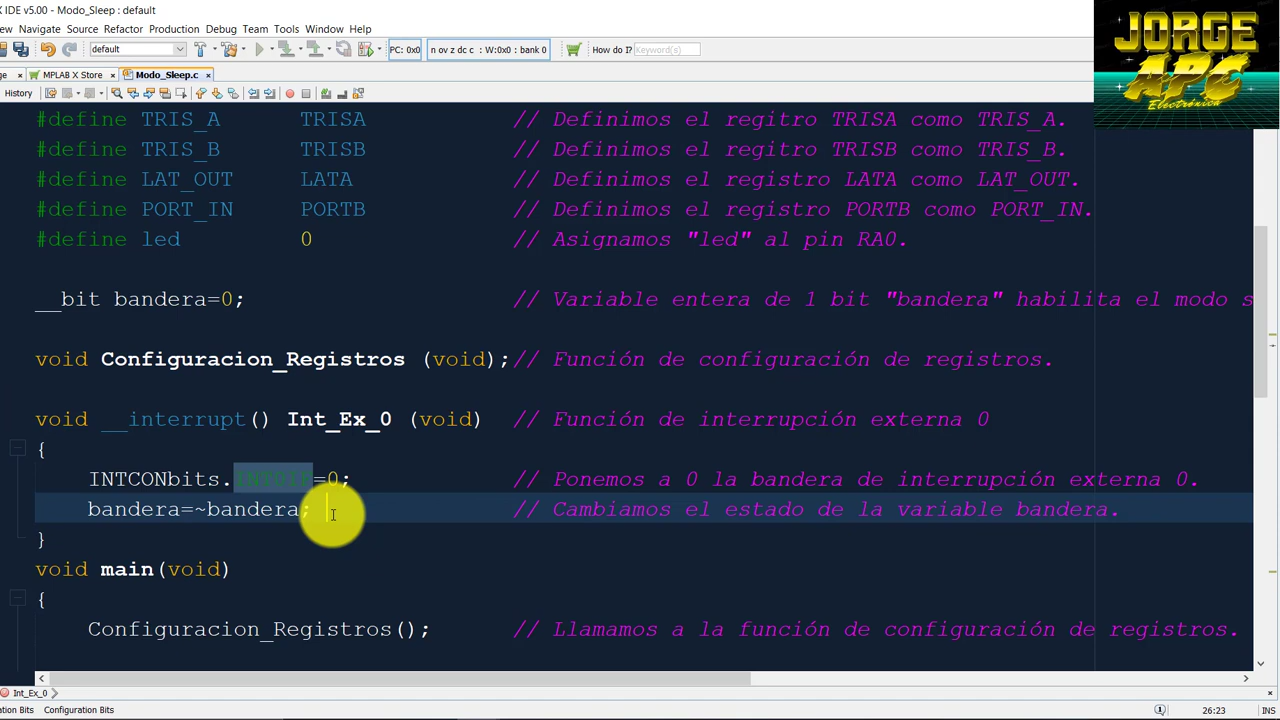 X IDE v5.00 - Modo_Sleep : default
ew Navigate Source Refactor Production Debug Team Tools Window Help
default PC: 0x0 n ov z dc c : W:0x0 : bank 0 How do I? Keyword(s)
ge × MPLAB X Store × Modo_Sleep.c ×
History
#define TRIS_A TRISA // Definimos el regitro TRISA como TRIS_A.
#define TRIS_B TRISB // Definimos el regitro TRISB como TRIS_B.
#define LAT_OUT LATA // Definimos el registro LATA como LAT_OUT.
#define PORT_IN PORTB // Definimos el registro PORTB como PORT_IN.
#define led 0 // Asignamos "led" al pin RA0.
__bit bandera=0; // Variable entera de 1 bit "bandera" habilita el modo s
void Configuracion_Registros (void);// Función de configuración de registros.
void __interrupt() Int_Ex_0 (void) // Función de interrupción externa 0
{
INTCONbits.INT0IF=0; // Ponemos a 0 la bandera de interrupción externa 0.
bandera=~bandera; // Cambiamos el estado de la variable bandera.
}
void main(void)
{
Configuracion_Registros(); // Llamamos a la función de configuración de registros.
Int_Ex_0
ration Bits Configuration Bits 1 26:23 INS
JORGE
APC
Electrónica